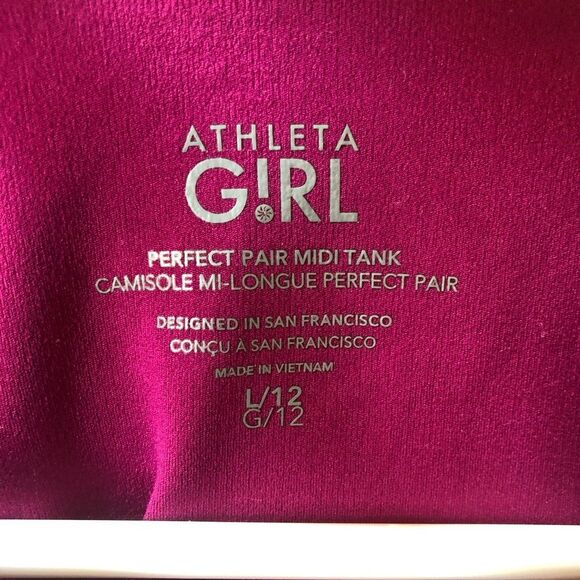 ATHLETA
G!RL
PERFECT PAIR MIDI TANK
CAMISOLE MI-LONGUE PERFECT PAIR
DESIGNED IN SAN FRANCISCO
CONÇU À SAN FRANCISCO
MADE IN VIETNAM
L/12
G/12